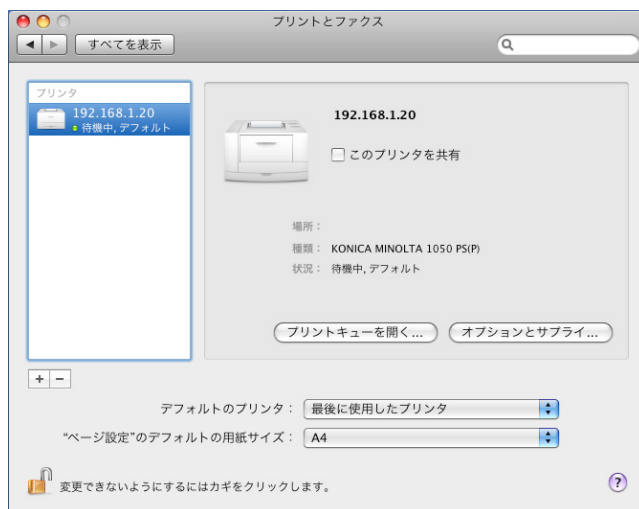 プリントとファクス
すべてを表示
プリンタ
192.168.1.20
待機中, デフォルト
192.168.1.20
このプリンタを共有
場所：
種類： KONICA MINOLTA 1050 PS(P)
状況： 待機中, デフォルト
プリントキューを開く... オプションとサプライ...
+ −
デフォルトのプリンタ： 最後に使用したプリンタ
“ページ設定”のデフォルトの用紙サイズ： A4
変更できないようにするにはカギをクリックします。 ?